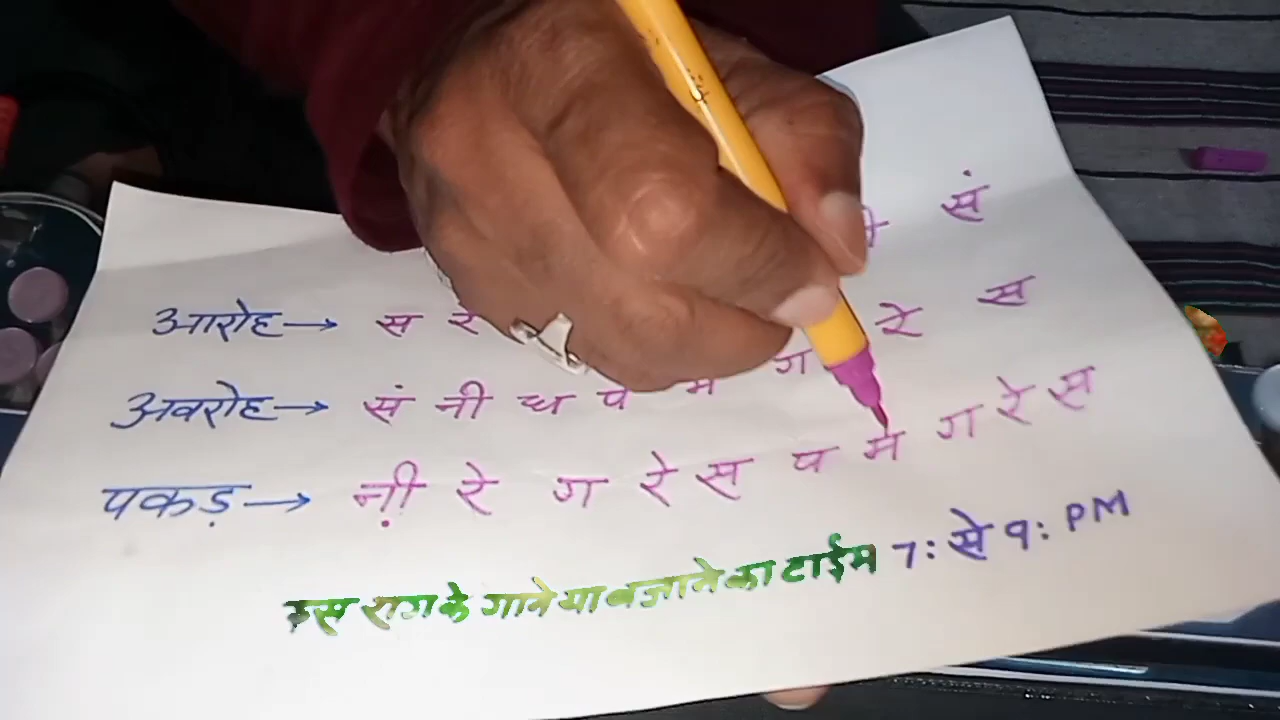 आरोह→ स रे सं
अवरोह→ सं नी ध प म ग रे स
पकड़→ नी़ रे ग रे स प म ग रे स
इस राग के गाने या बजाने का टाईम 7: से 9: PM